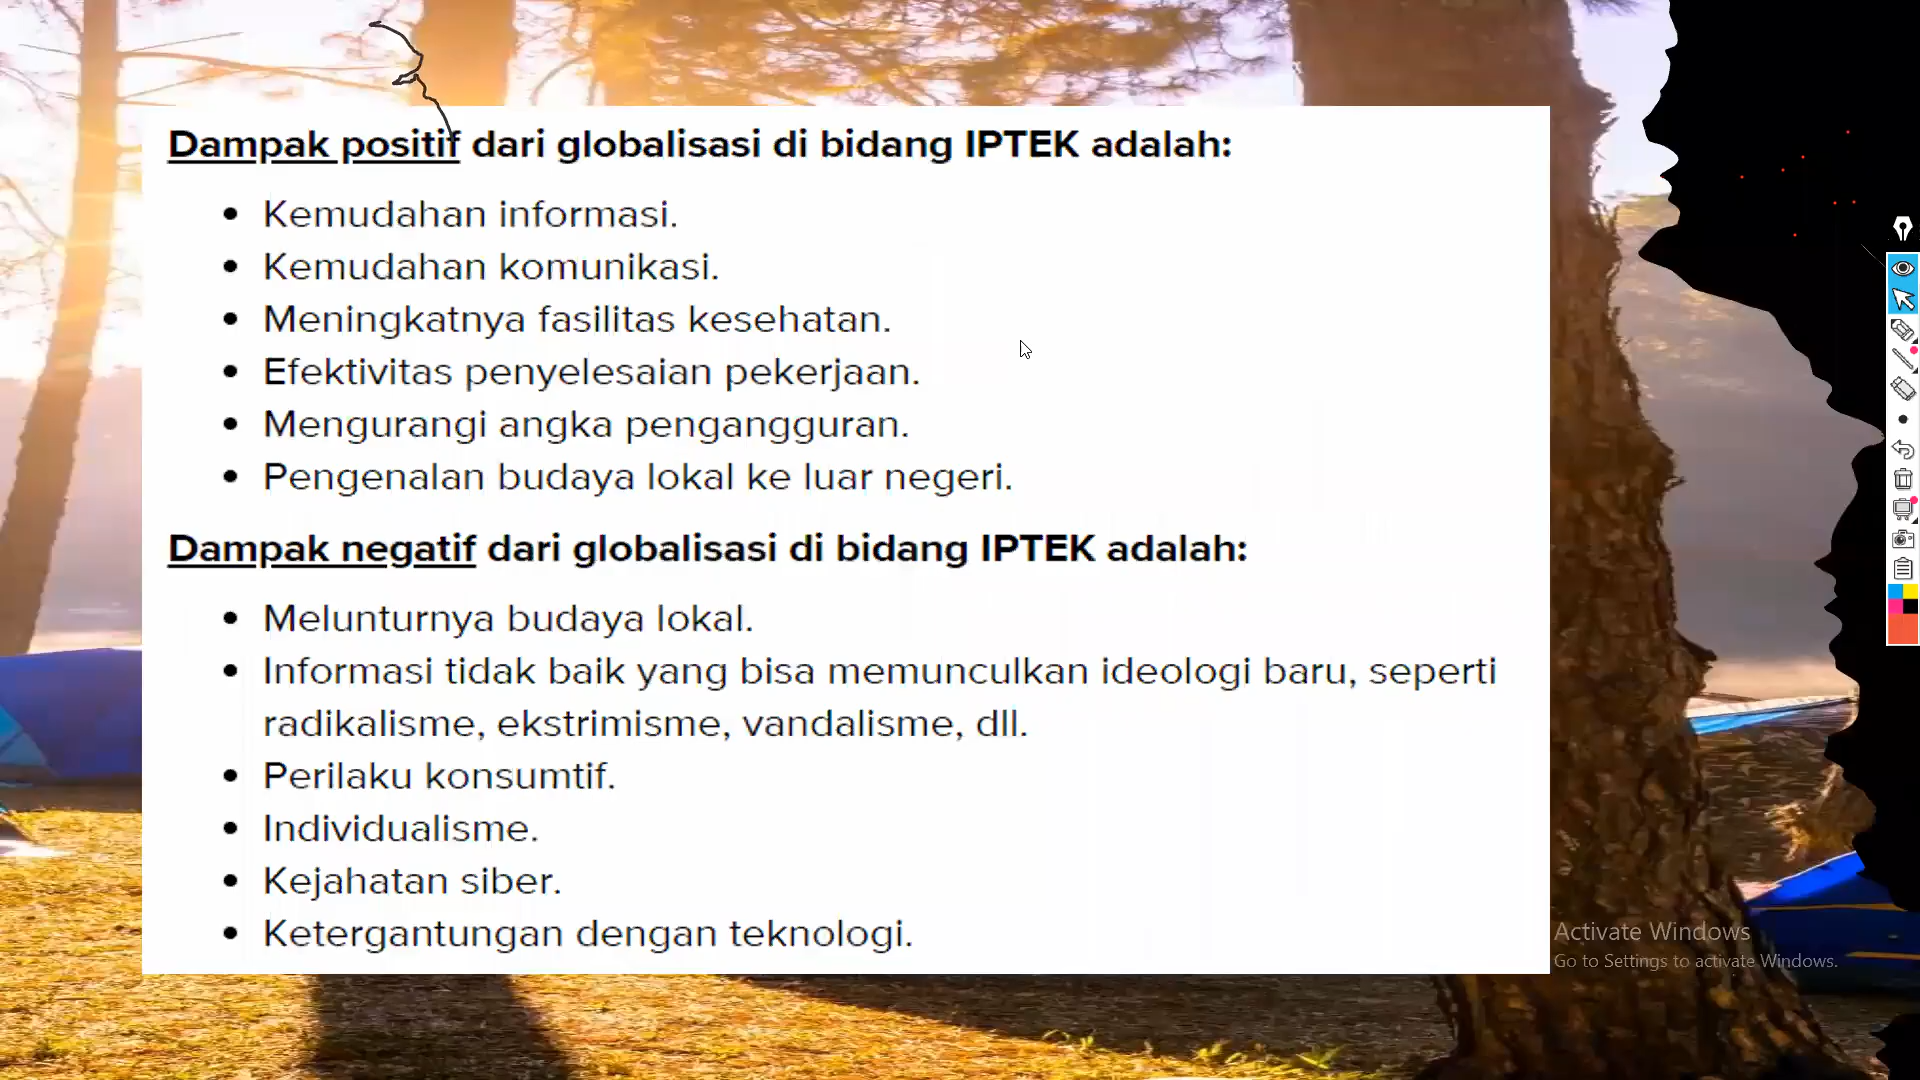 Dampak positif dari globalisasi di bidang IPTEK adalah:
• Kemudahan informasi.
• Kemudahan komunikasi.
• Meningkatnya fasilitas kesehatan.
• Efektivitas penyelesaian pekerjaan.
• Mengurangi angka pengangguran.
• Pengenalan budaya lokal ke luar negeri.
Dampak negatif dari globalisasi di bidang IPTEK adalah:
• Melunturnya budaya lokal.
• Informasi tidak baik yang bisa memunculkan ideologi baru, seperti
radikalisme, ekstrimisme, vandalisme, dll.
• Perilaku konsumtif.
• Individualisme.
• Kejahatan siber.
• Ketergantungan dengan teknologi.
Activate Windows
Go to Settings to activate Windows.